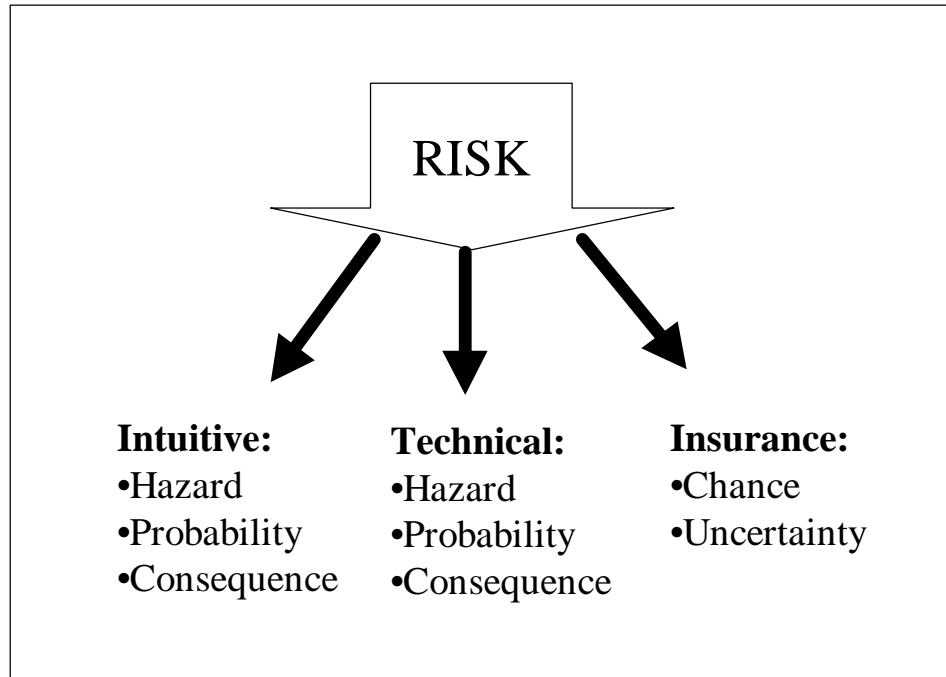 RISK
Intuitive:
•Hazard
•Probability
•Consequence
Technical:
•Hazard
•Probability
•Consequence
Insurance:
•Chance
•Uncertainty